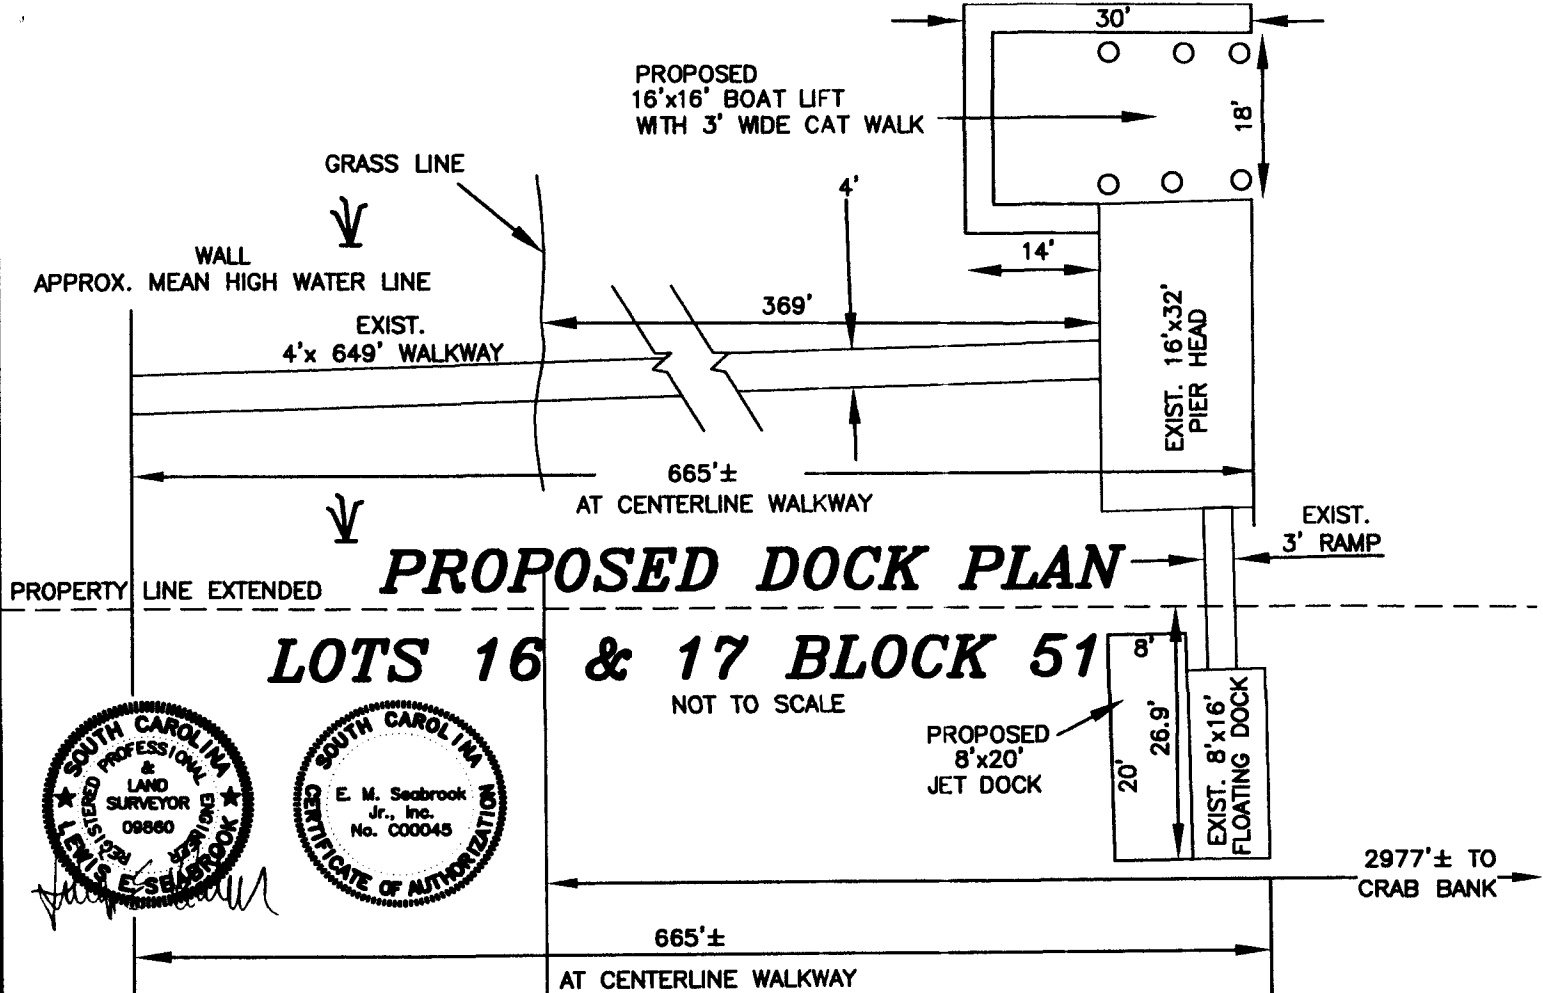 30'
PROPOSED
16'x16' BOAT LIFT
WITH 3' WIDE CAT WALK
18'
GRASS LINE
4'
WALL
APPROX. MEAN HIGH WATER LINE
14'
369'
EXIST.
4'x 649' WALKWAY
EXIST. 16'x32'
PIER HEAD
665'±
AT CENTERLINE WALKWAY
EXIST.
3' RAMP
PROPOSED DOCK PLAN
PROPERTY LINE EXTENDED
LOTS 16 & 17 BLOCK 51
NOT TO SCALE
8'
26.9'
20'
PROPOSED
8'x20'
JET DOCK
EXIST. 8'x16'
FLOATING DOCK
SOUTH CAROLINA
REGISTERED PROFESSIONAL ENGINEER
&
LAND
SURVEYOR
09860
LEWIS E. SEABROOK
SOUTH CAROLINA
E. M. Seabrook
Jr., Inc.
No. C00045
CERTIFICATE OF AUTHORIZATION
2977'± TO
CRAB BANK
665'±
AT CENTERLINE WALKWAY